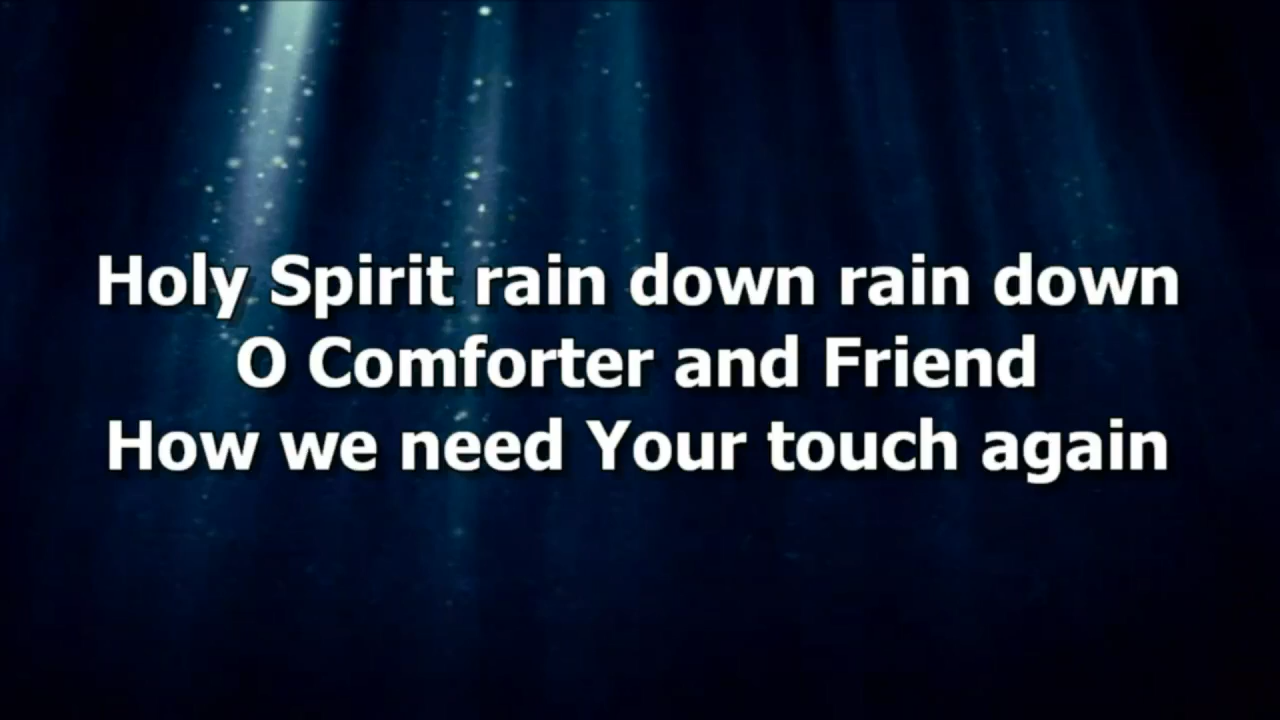 Holy Spirit rain down rain down
O Comforter and Friend
How we need Your touch again